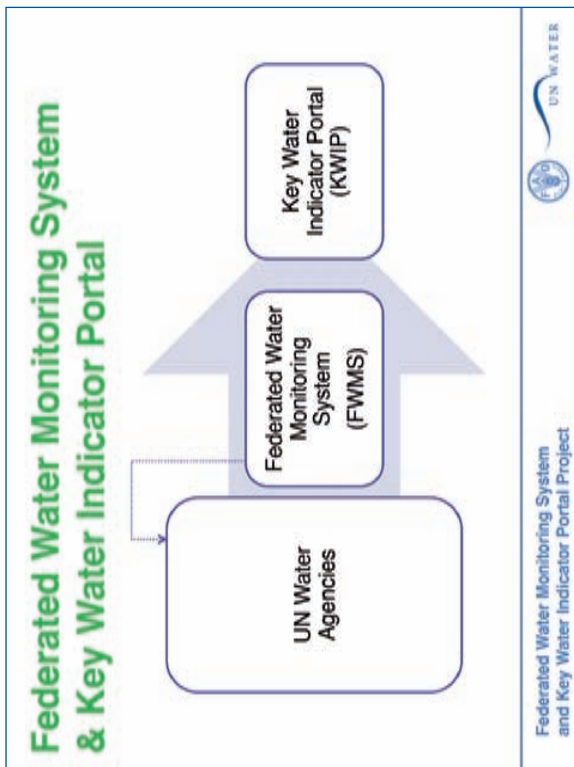 Federated Water Monitoring System
& Key Water Indicator Portal
UN Water
Agencies
Federated Water
Monitoring
System
(FWMS)
Key Water
Indicator Portal
(KWIP)
Federated Water Monitoring System
and Key Water Indicator Portal Project
UN WATER